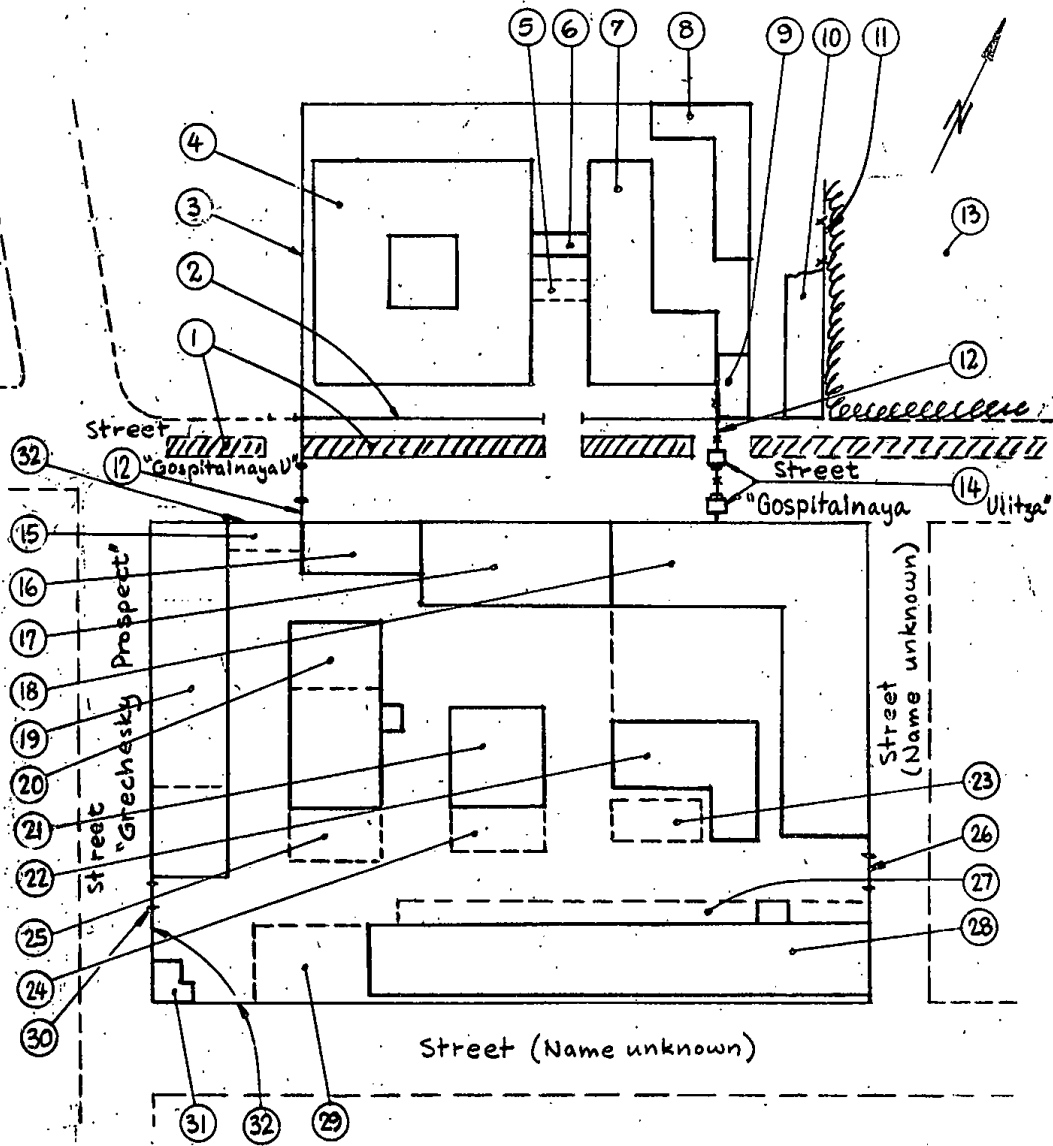 5 6 7 8 9 10 11
N
4
3
13
2
1
12
Street
32
12 "Gospitalnaya U"
Street
14
"Gospitalnaya Ulitza"
15
16
17
18
19
20
21
22
25
24
30
Street "Grechesky Prospect"
Street
(Name unknown)
23
26
27
28
Street (Name unknown)
31 32 29